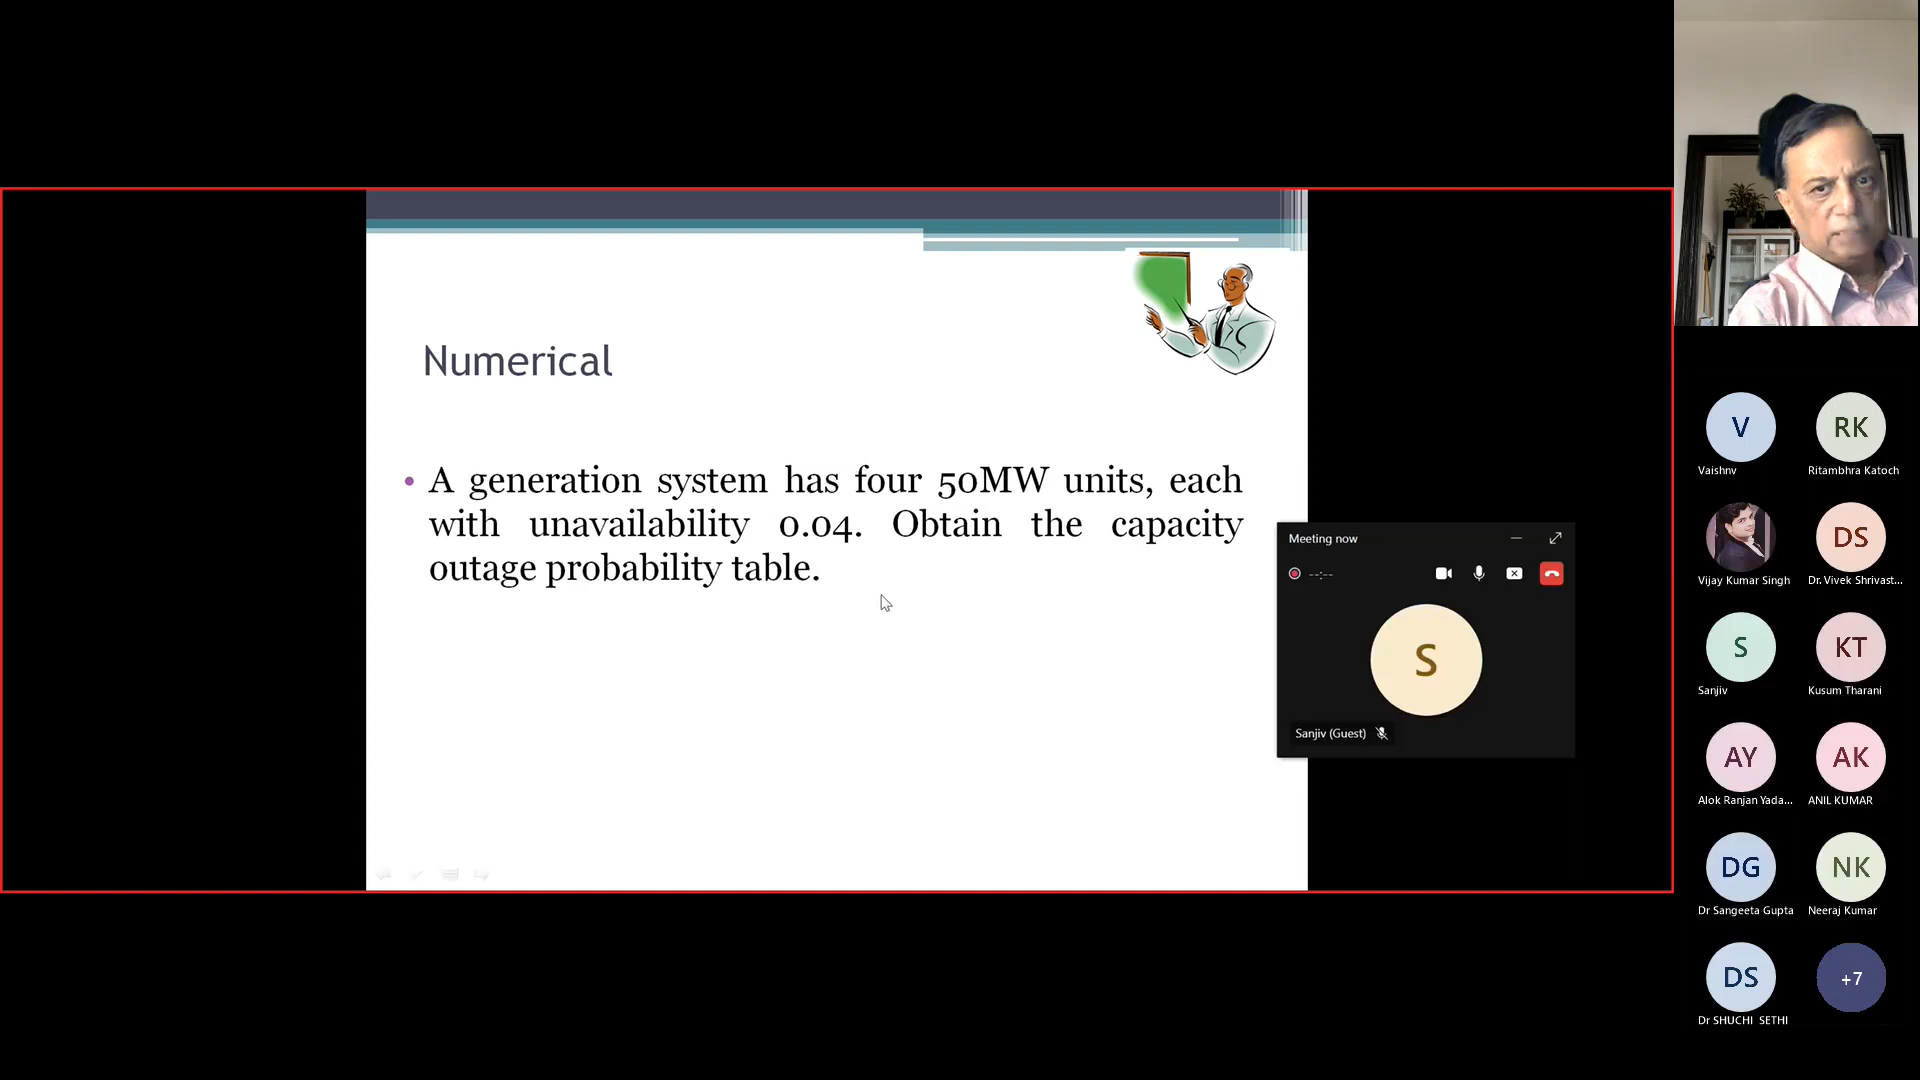 Numerical
• A generation system has four 50MW units, each
with unavailability 0.04. Obtain the capacity
outage probability table.
Meeting now
--:--
S
Sanjiv (Guest)
V
Vaishnv
RK
Ritambhra Katoch
Vijay Kumar Singh
DS
Dr. Vivek Shrivast...
S
Sanjiv
KT
Kusum Tharani
AY
Alok Ranjan Yada...
AK
ANIL KUMAR
DG
Dr Sangeeta Gupta
NK
Neeraj Kumar
DS
Dr SHUCHI SETHI
+7